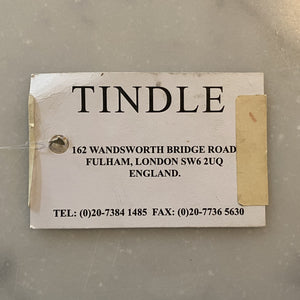 TINDLE
162 WANDSWORTH BRIDGE ROAD
FULHAM, LONDON SW6 2UQ
ENGLAND.
TEL: (0)20-7384 1485 FAX: (0)20-7736 5630